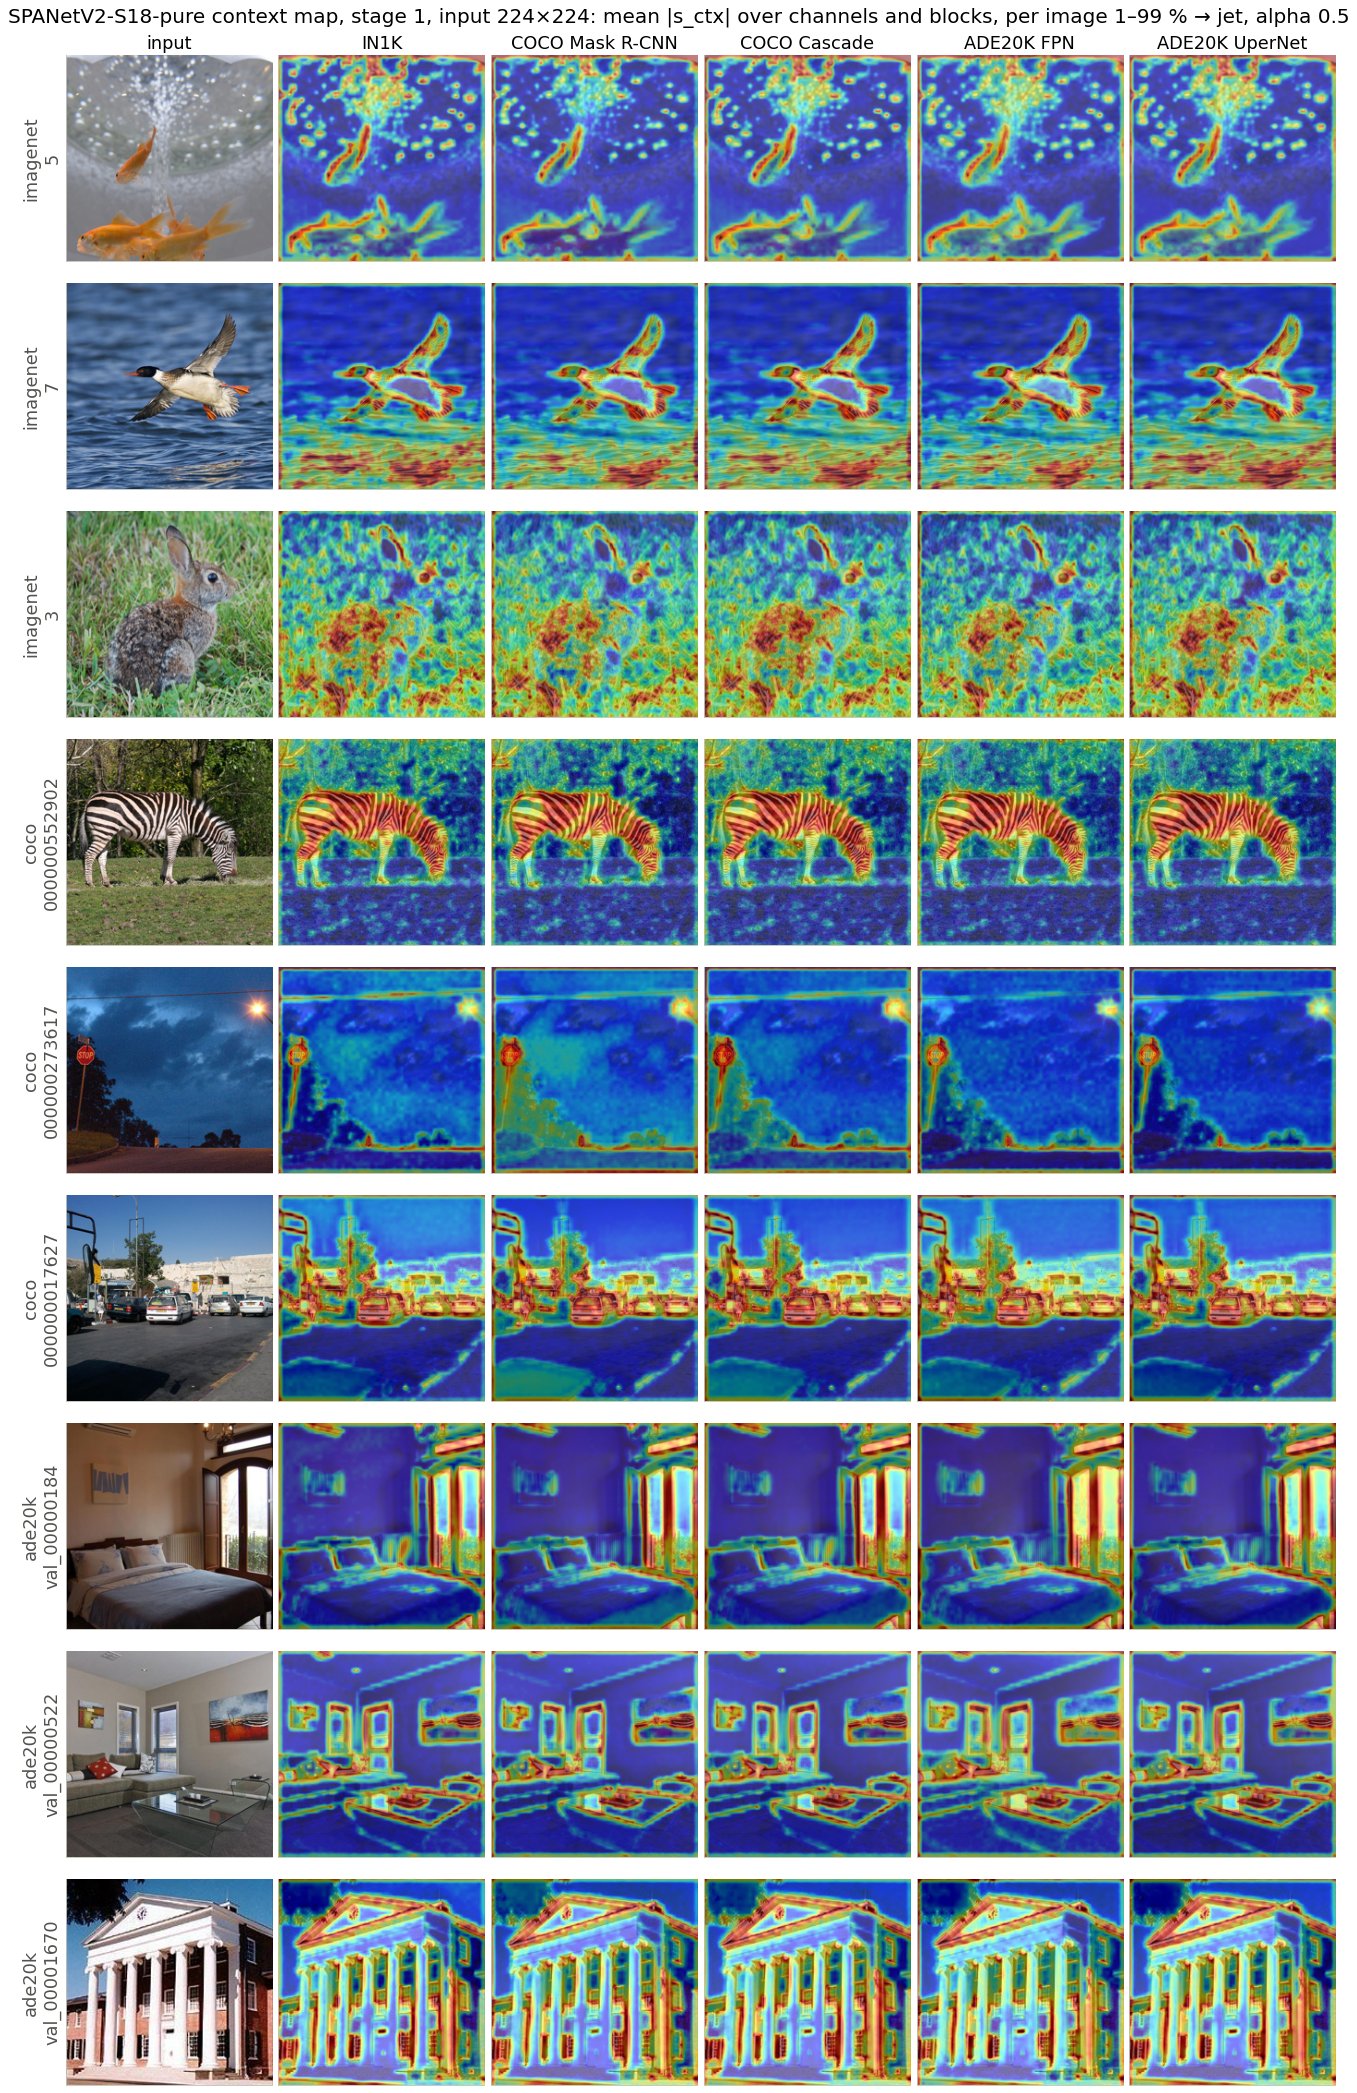 SPANetV2-S18-pure context map, stage 1, input 224×224: mean |s_ctx| over channels and blocks, per image 1–99 % → jet, alpha 0.5
input IN1K COCO Mask R-CNN COCO Cascade ADE20K FPN ADE20K UperNet
imagenet
5
imagenet
7
imagenet
3
coco
000000552902
coco
000000273617
STOP
coco
000000017627
ade20k
val_00000184
ade20k
val_00000522
ade20k
val_00001670